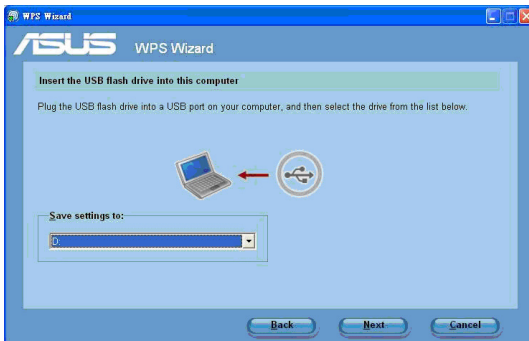 WPS Wizard
ASUS WPS Wizard
Insert the USB flash drive into this computer
Plug the USB flash drive into a USB port on your computer, and then select the drive from the list below.
Save settings to:
D:
Back Next Cancel